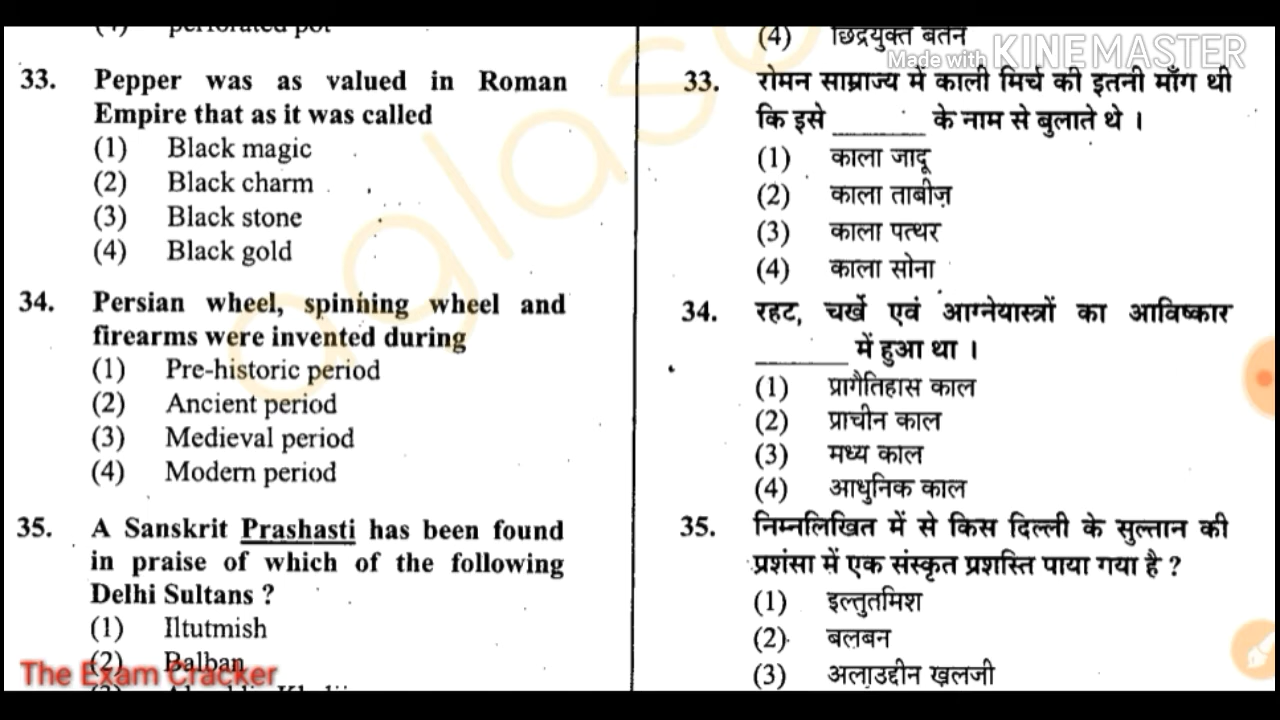 (4) perforated pot
33. Pepper was as valued in Roman
Empire that as it was called
(1) Black magic
(2) Black charm
(3) Black stone
(4) Black gold
34. Persian wheel, spinning wheel and
firearms were invented during
(1) Pre-historic period
(2) Ancient period
(3) Medieval period
(4) Modern period
35. A Sanskrit Prashasti has been found
in praise of which of the following
Delhi Sultans ?
(1) Iltutmish
(2) Balban
The Exam Cracker
(4) छिद्रयुक्त बर्तन
Made with KINEMASTER
33. रोमन साम्राज्य में काली मिर्च की इतनी माँग थी
कि इसे ________ के नाम से बुलाते थे ।
(1) काला जादू
(2) काला ताबीज़
(3) काला पत्थर
(4) काला सोना
34. रहट, चर्खे एवं आग्नेयास्त्रों का आविष्कार
________ में हुआ था ।
(1) प्रागैतिहास काल
(2) प्राचीन काल
(3) मध्य काल
(4) आधुनिक काल
35. निम्नलिखित में से किस दिल्ली के सुल्तान की
प्रशंसा में एक संस्कृत प्रशस्ति पाया गया है ?
(1) इल्तुतमिश
(2) बलबन
(3) अलाउद्दीन ख़लजी